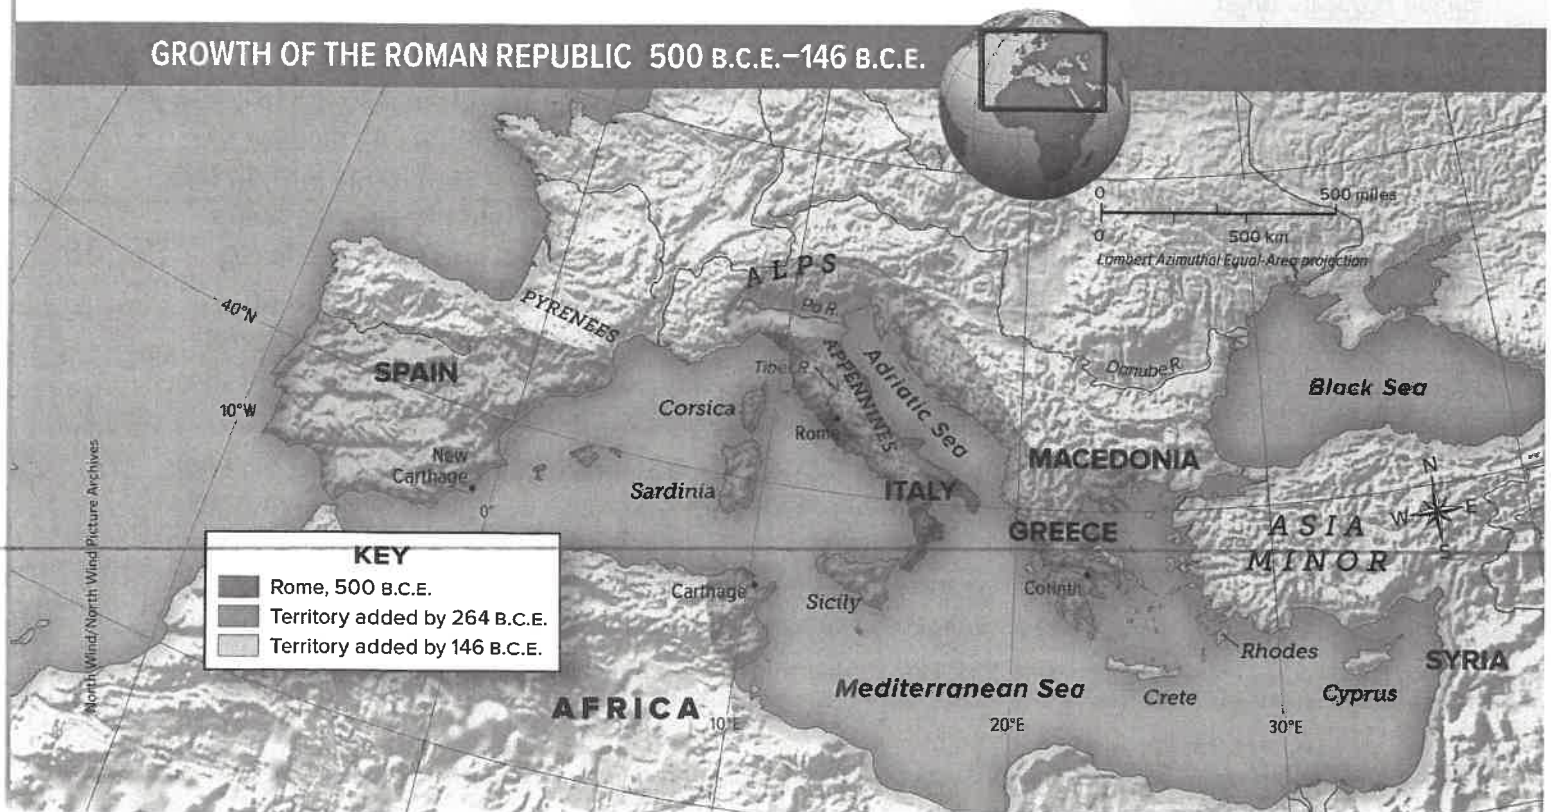 GROWTH OF THE ROMAN REPUBLIC 500 B.C.E.–146 B.C.E.
0 500 miles
0 500 km
Lambert Azimuthal Equal-Area projection
ALPS
Po R.
PYRENEES
40°N
SPAIN
Tiber R.
APPENNINES
Adriatic Sea
Danube R.
Black Sea
10°W
Corsica
Rome
New
Carthage
MACEDONIA
N
W E
S
Sardinia
ITALY
0°
GREECE
ASIA
MINOR
KEY
Rome, 500 B.C.E.
Territory added by 264 B.C.E.
Territory added by 146 B.C.E.
Carthage
Sicily
Corinth
Rhodes
SYRIA
Mediterranean Sea
Crete
Cyprus
AFRICA
10°E
20°E
30°E
North Wind/North Wind Picture Archives